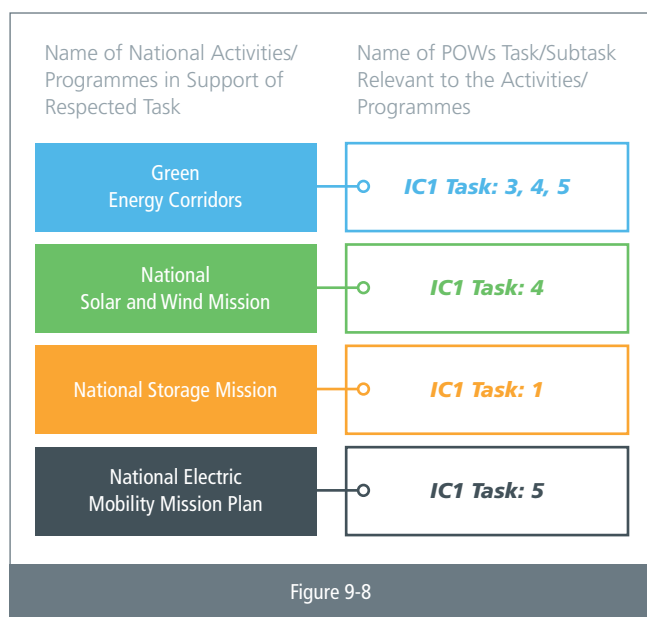 Name of National Activities/
Programmes in Support of
Respected Task
Name of POWs Task/Subtask
Relevant to the Activities/
Programmes
Green
Energy Corridors
IC1 Task: 3, 4, 5
National
Solar and Wind Mission
IC1 Task: 4
National Storage Mission
IC1 Task: 1
National Electric
Mobility Mission Plan
IC1 Task: 5
Figure 9-8